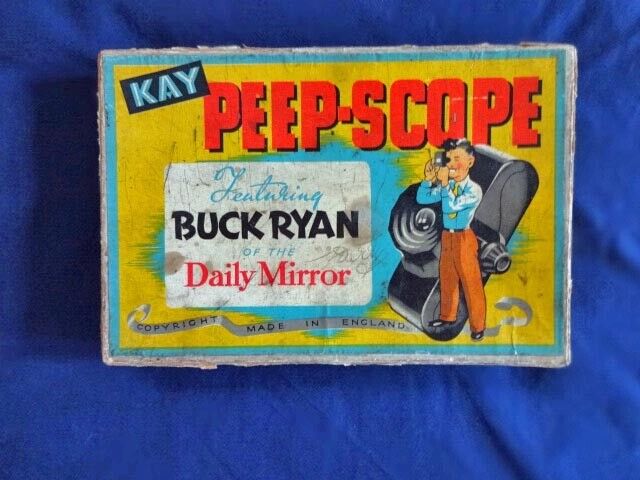 KAY
PEEP-SCOPE
Featuring
BUCK RYAN
OF THE
Daily Mirror
COPYRIGHT MADE IN ENGLAND